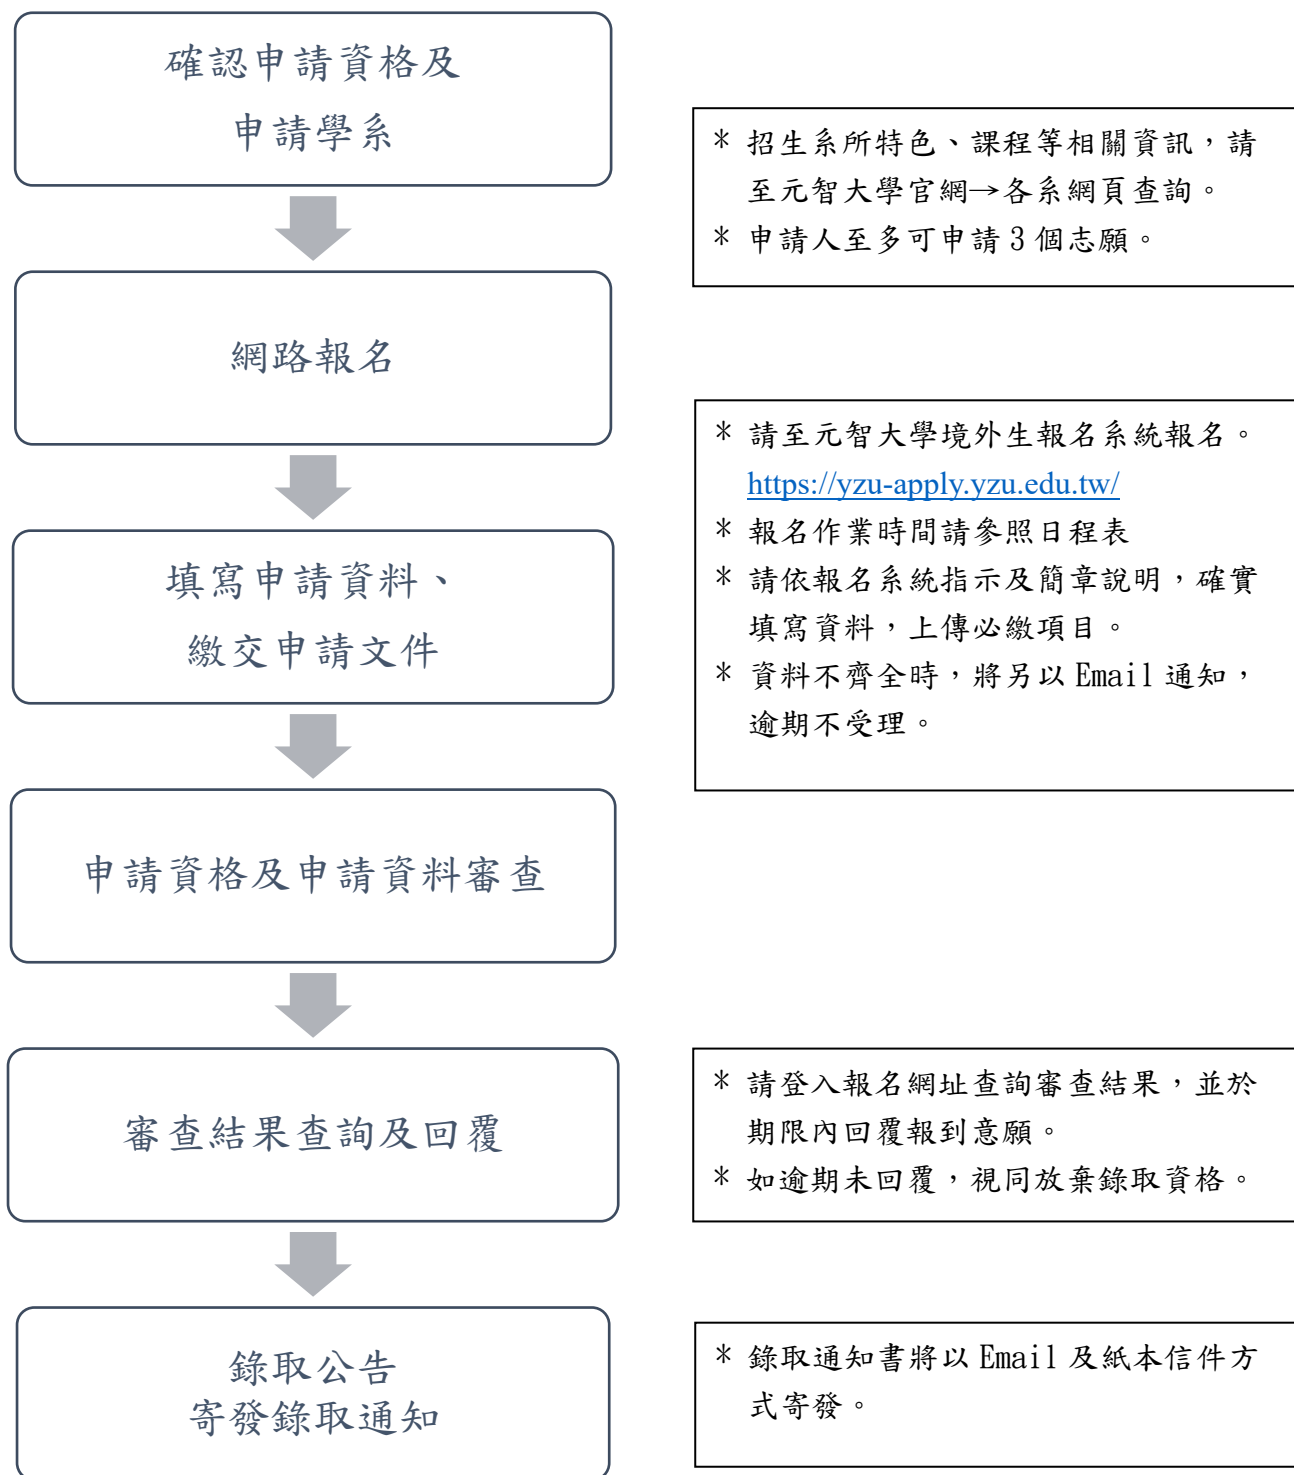 確認申請資格及
申請學系
* 招生系所特色、課程等相關資訊，請
至元智大學官網→各系網頁查詢。
* 申請人至多可申請 3 個志願。
網路報名
* 請至元智大學境外生報名系統報名。
https://yzu-apply.yzu.edu.tw/
* 報名作業時間請參照日程表
* 請依報名系統指示及簡章說明，確實
填寫資料，上傳必繳項目。
* 資料不齊全時，將另以 Email 通知，
逾期不受理。
填寫申請資料、
繳交申請文件
申請資格及申請資料審查
審查結果查詢及回覆
* 請登入報名網址查詢審查結果，並於
期限內回覆報到意願。
* 如逾期未回覆，視同放棄錄取資格。
錄取公告
寄發錄取通知
* 錄取通知書將以 Email 及紙本信件方
式寄發。